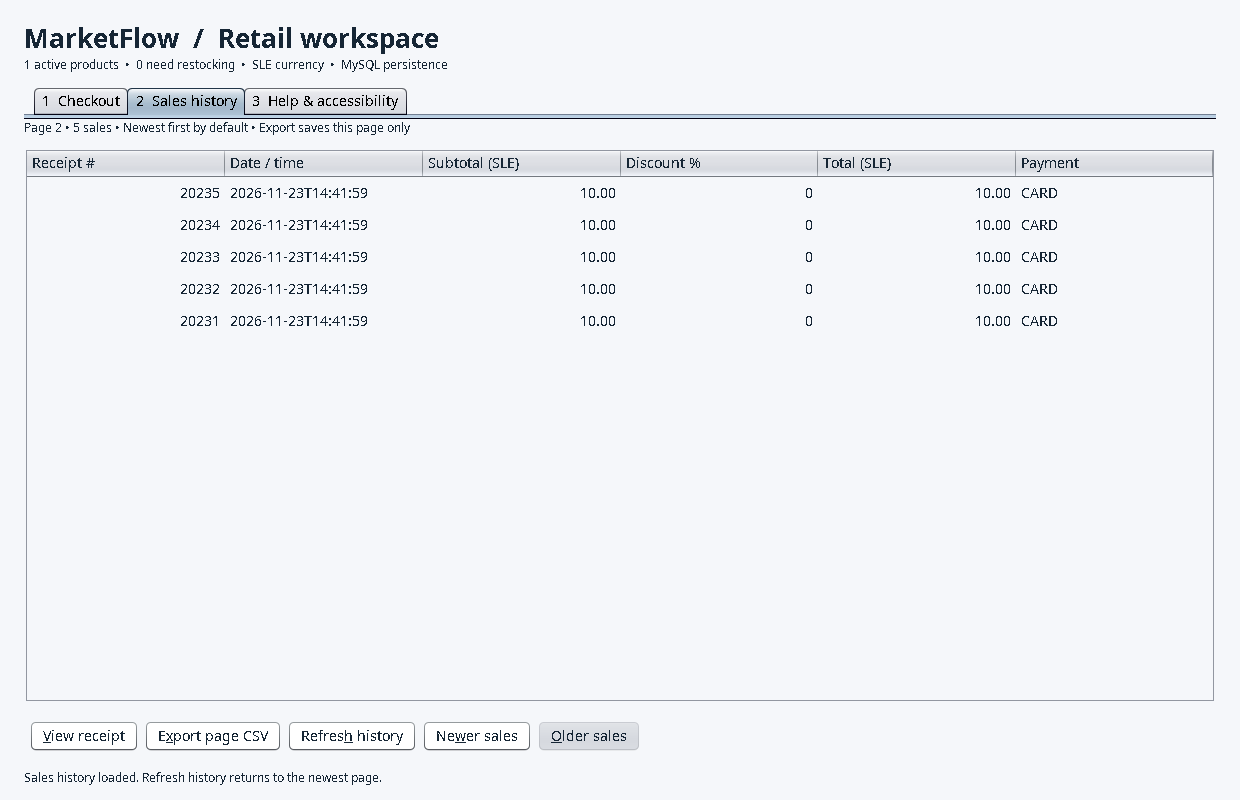 MarketFlow / Retail workspace
1 active products • 0 need restocking • SLE currency • MySQL persistence
1 Checkout 2 Sales history 3 Help & accessibility
Page 2 • 5 sales • Newest first by default • Export saves this page only
Receipt # Date / time Subtotal (SLE) Discount % Total (SLE) Payment
20235 2026-11-23T14:41:59 10.00 0 10.00 CARD
20234 2026-11-23T14:41:59 10.00 0 10.00 CARD
20233 2026-11-23T14:41:59 10.00 0 10.00 CARD
20232 2026-11-23T14:41:59 10.00 0 10.00 CARD
20231 2026-11-23T14:41:59 10.00 0 10.00 CARD
View receipt Export page CSV Refresh history Newer sales Older sales
Sales history loaded. Refresh history returns to the newest page.